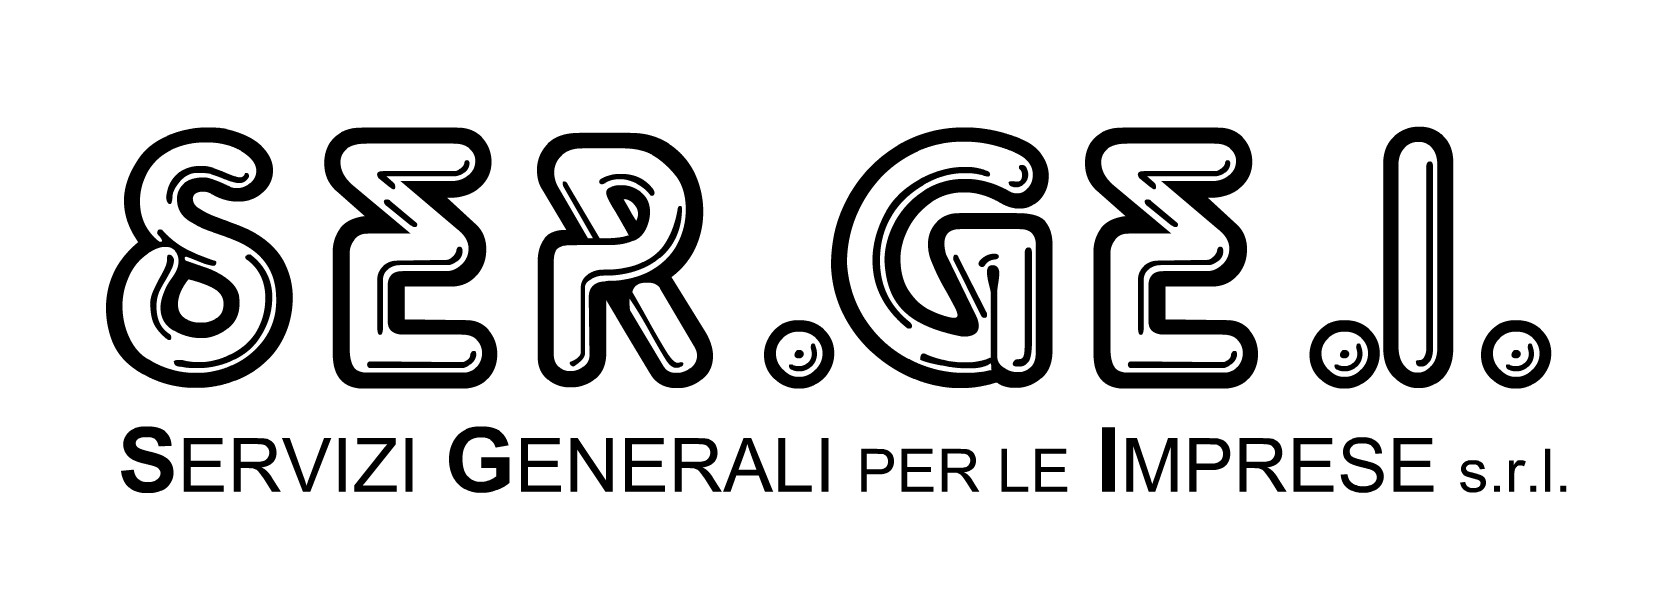 SER.GE.I.
SERVIZI GENERALI PER LE IMPRESE s.r.l.